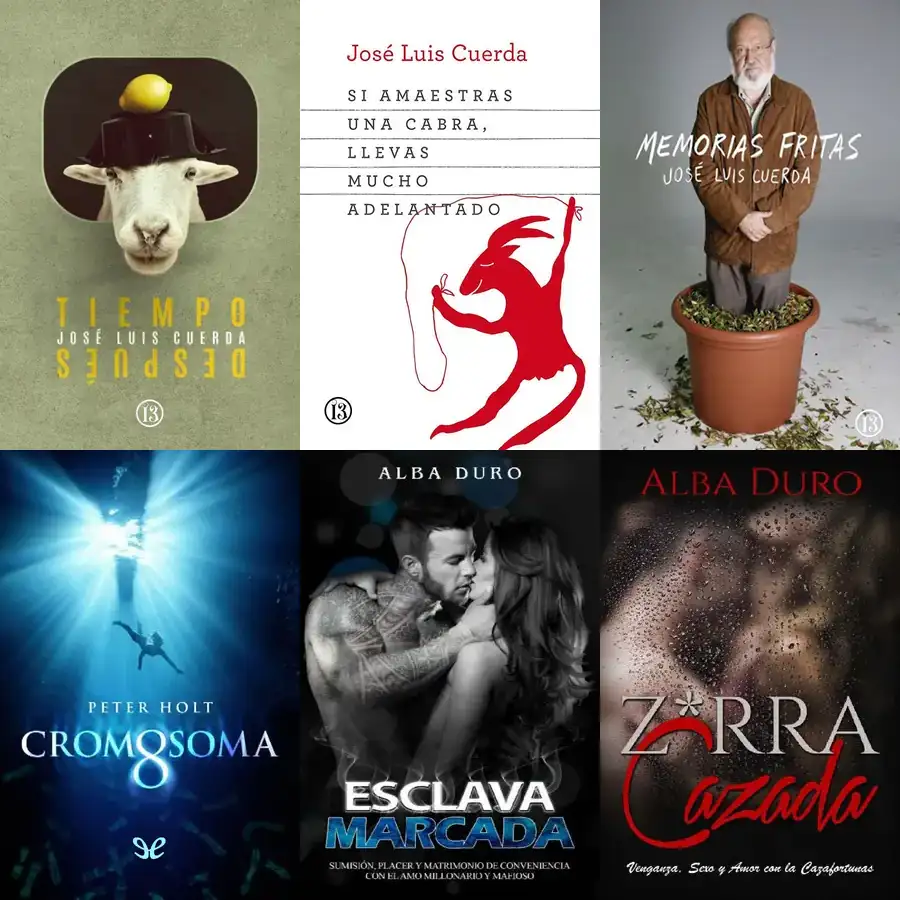 TIEMPO
JOSÉ LUIS CUERDA
DESPUÉS
13
José Luis Cuerda
SI AMAESTRAS
UNA CABRA,
LLEVAS
MUCHO
ADELANTADO
13
MEMORIAS FRITAS
JOSÉ LUIS CUERDA
13
PETER HOLT
CROM8SOMA
ALBA DURO
ESCLAVA
MARCADA
SUMISIÓN, PLACER Y MATRIMONIO DE CONVENIENCIA
CON EL AMO MILLONARIO Y MAFIOSO
ALBA DURO
Z*RRA
Cazada
Venganza, Sexo y Amor con la Cazafortunas